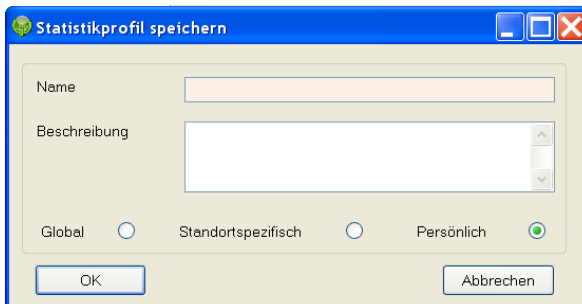 Statistikprofil speichern
Name
Beschreibung
Global Standortspezifisch Persönlich
OK Abbrechen